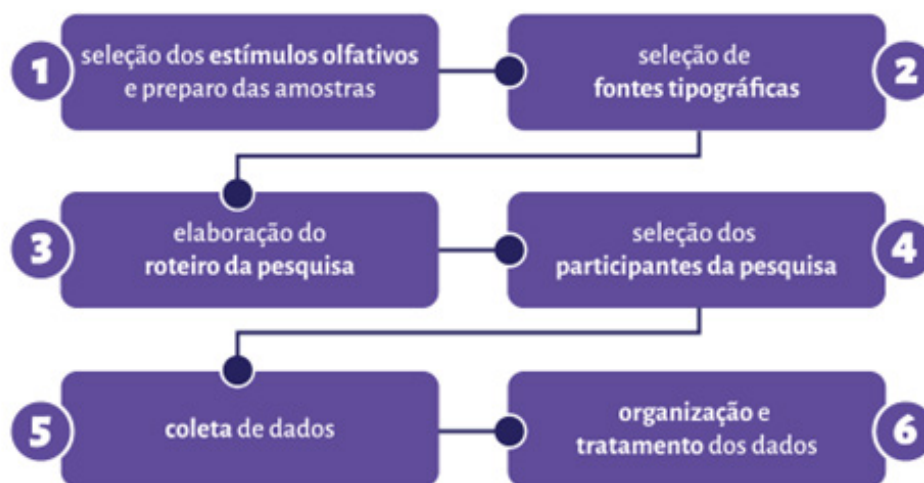 1
seleção dos estímulos olfativos
e preparo das amostras
seleção de
fontes tipográficas
2
3
elaboração do
roteiro da pesquisa
seleção dos
participantes da pesquisa
4
5
coleta de dados
organização e
tratamento dos dados
6